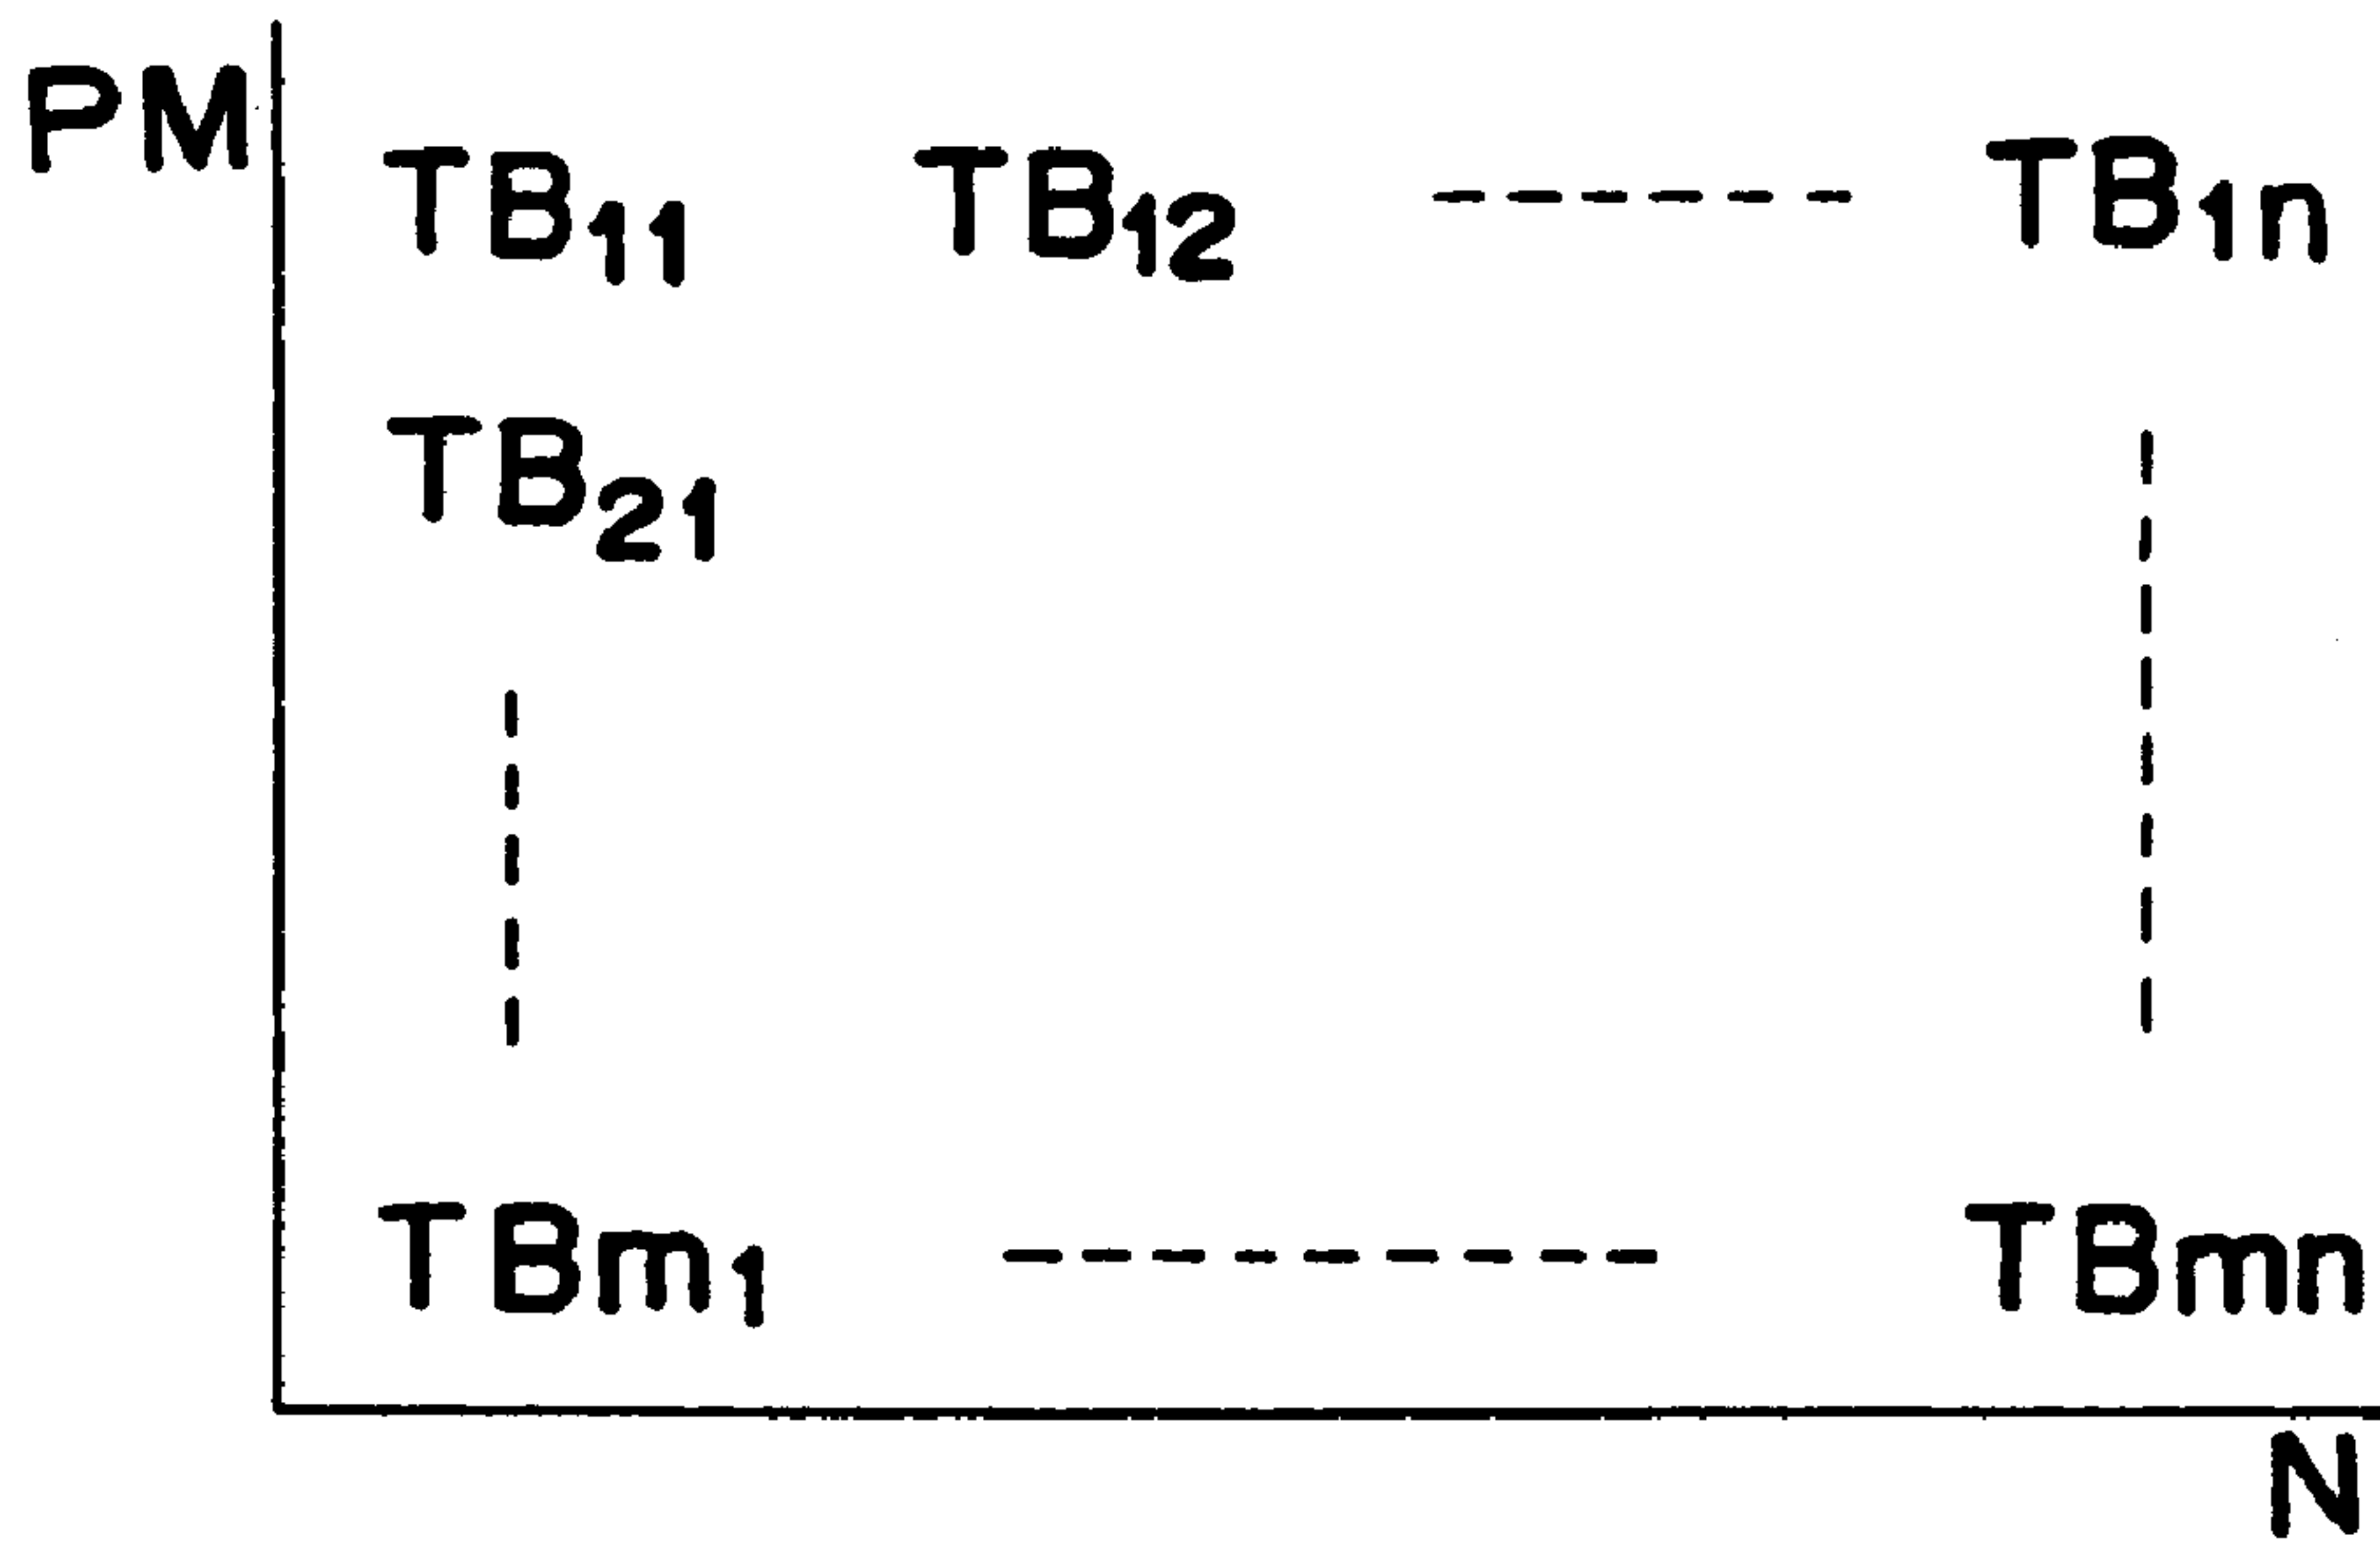 PM
TB11 TB12 ------ TB1n
TB21
TBm1 --------- TBmn
N